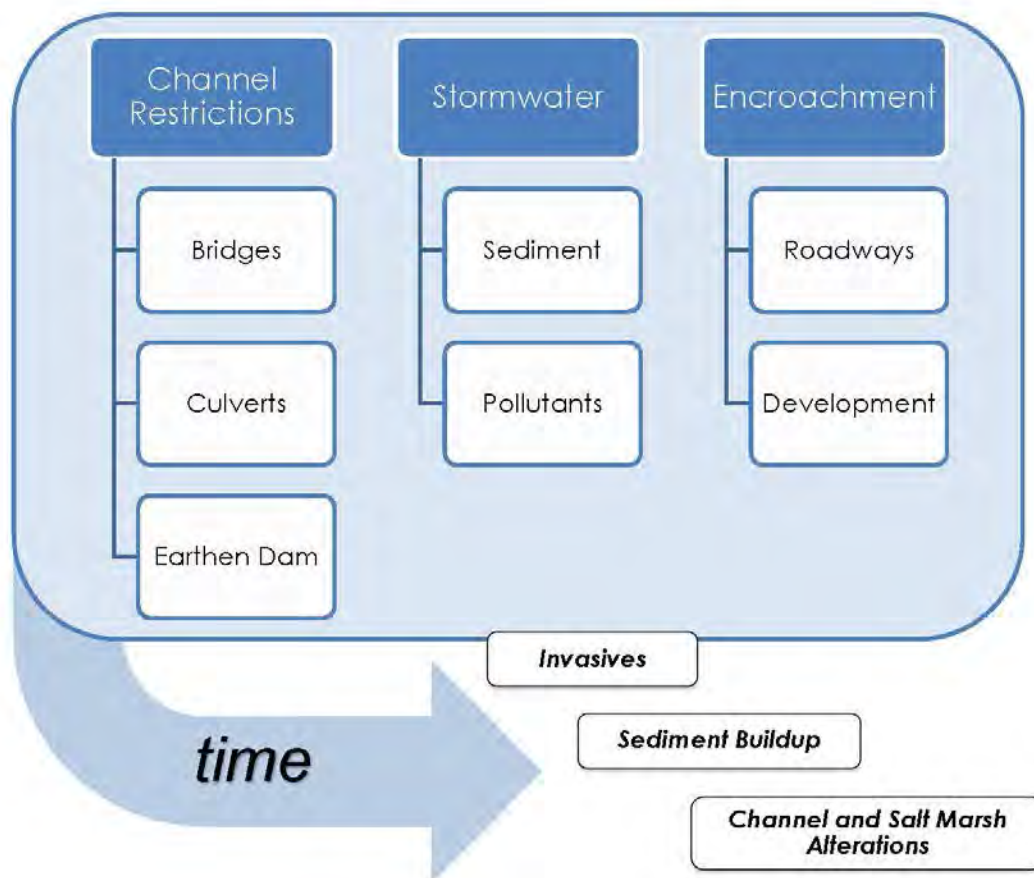 Channel
Restrictions
Stormwater
Encroachment
Bridges
Sediment
Roadways
Culverts
Pollutants
Development
Earthen Dam
Invasives
time
Sediment Buildup
Channel and Salt Marsh
Alterations